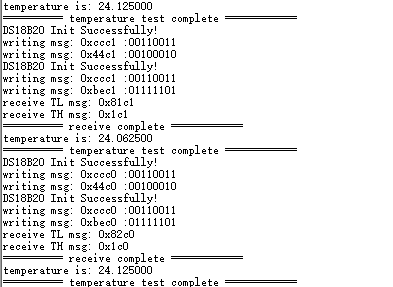 temperature is: 24.125000
========== temperature test complete ============
DS18B20 Init Successfully!
writing msg: 0xccc1 :00110011
writing msg: 0x44c1 :00100010
DS18B20 Init Successfully!
writing msg: 0xccc1 :00110011
writing msg: 0xbec1 :01111101
receive TL msg: 0x81c1
receive TH msg: 0x1c1
========== receive complete ============
temperature is: 24.062500
========== temperature test complete ============
DS18B20 Init Successfully!
writing msg: 0xccc0 :00110011
writing msg: 0x44c0 :00100010
DS18B20 Init Successfully!
writing msg: 0xccc0 :00110011
writing msg: 0xbec0 :01111101
receive TL msg: 0x82c0
receive TH msg: 0x1c0
========== receive complete ============
temperature is: 24.125000
========== temperature test complete ============